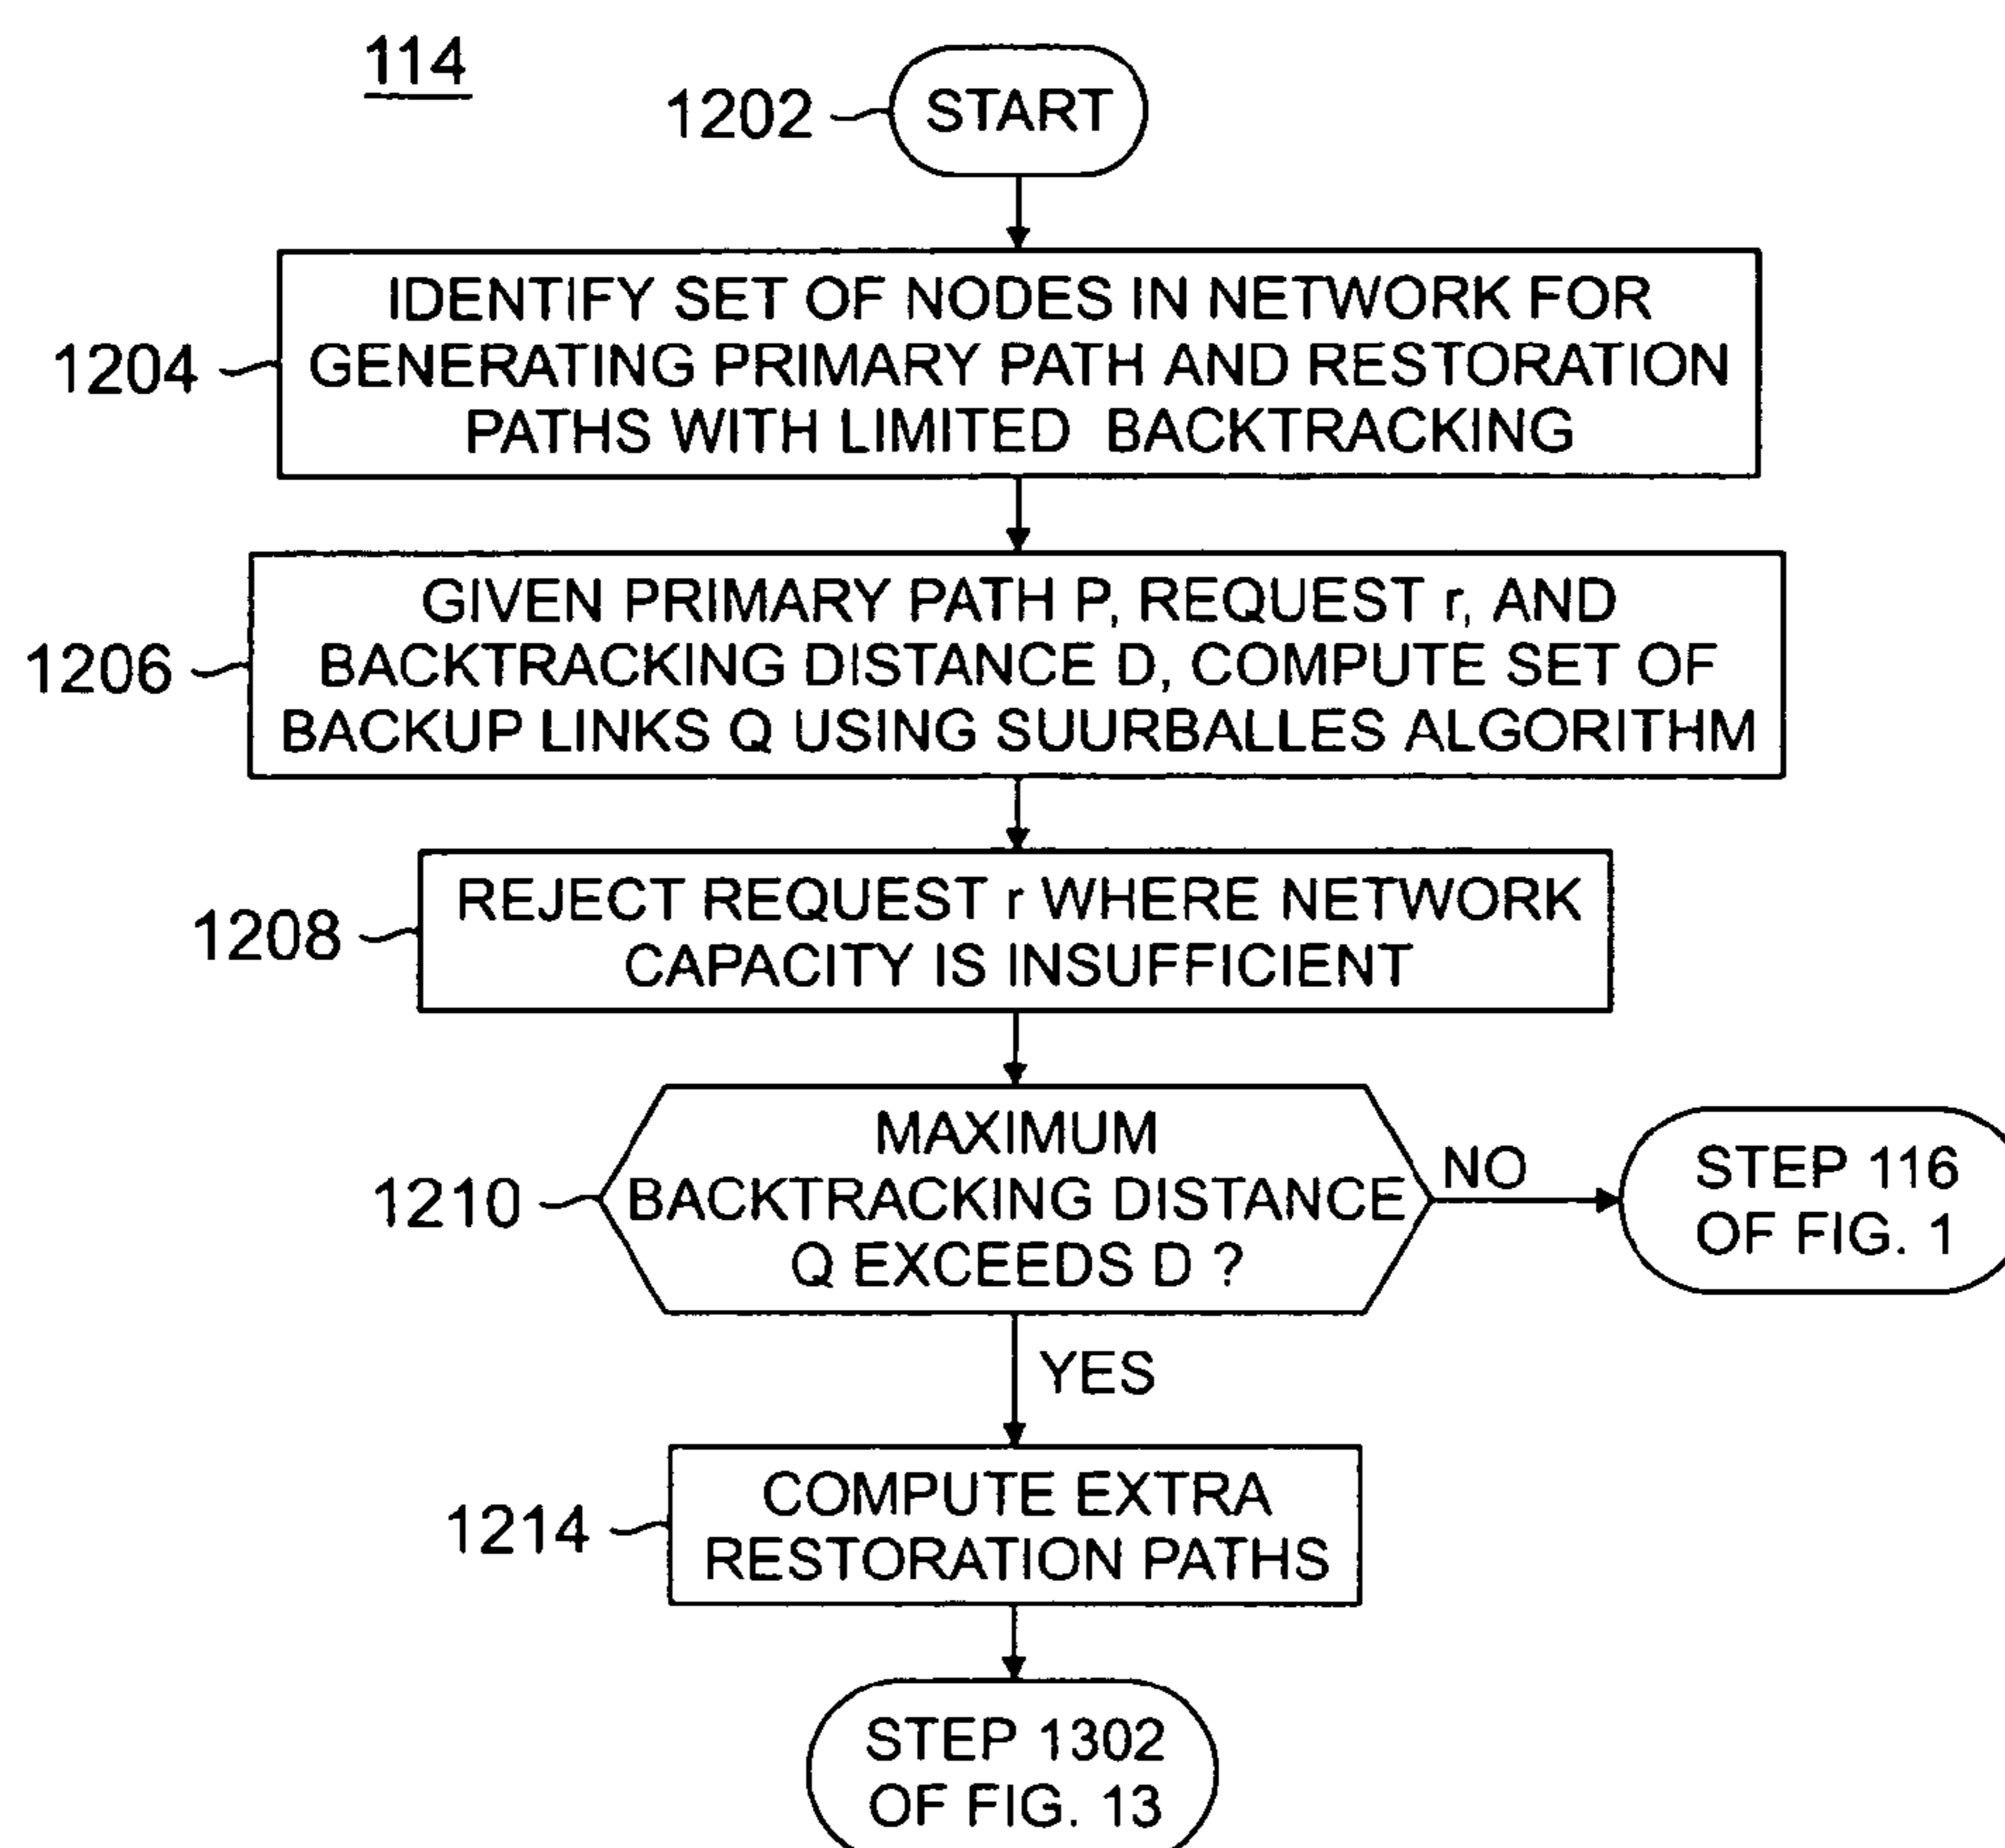 114
1202
START
1204
IDENTIFY SET OF NODES IN NETWORK FOR
GENERATING PRIMARY PATH AND RESTORATION
PATHS WITH LIMITED BACKTRACKING
1206
GIVEN PRIMARY PATH P, REQUEST r, AND
BACKTRACKING DISTANCE D, COMPUTE SET OF
BACKUP LINKS Q USING SUURBALLES ALGORITHM
1208
REJECT REQUEST r WHERE NETWORK
CAPACITY IS INSUFFICIENT
1210
MAXIMUM
BACKTRACKING DISTANCE
Q EXCEEDS D ?
NO
STEP 116
OF FIG. 1
YES
1214
COMPUTE EXTRA
RESTORATION PATHS
STEP 1302
OF FIG. 13